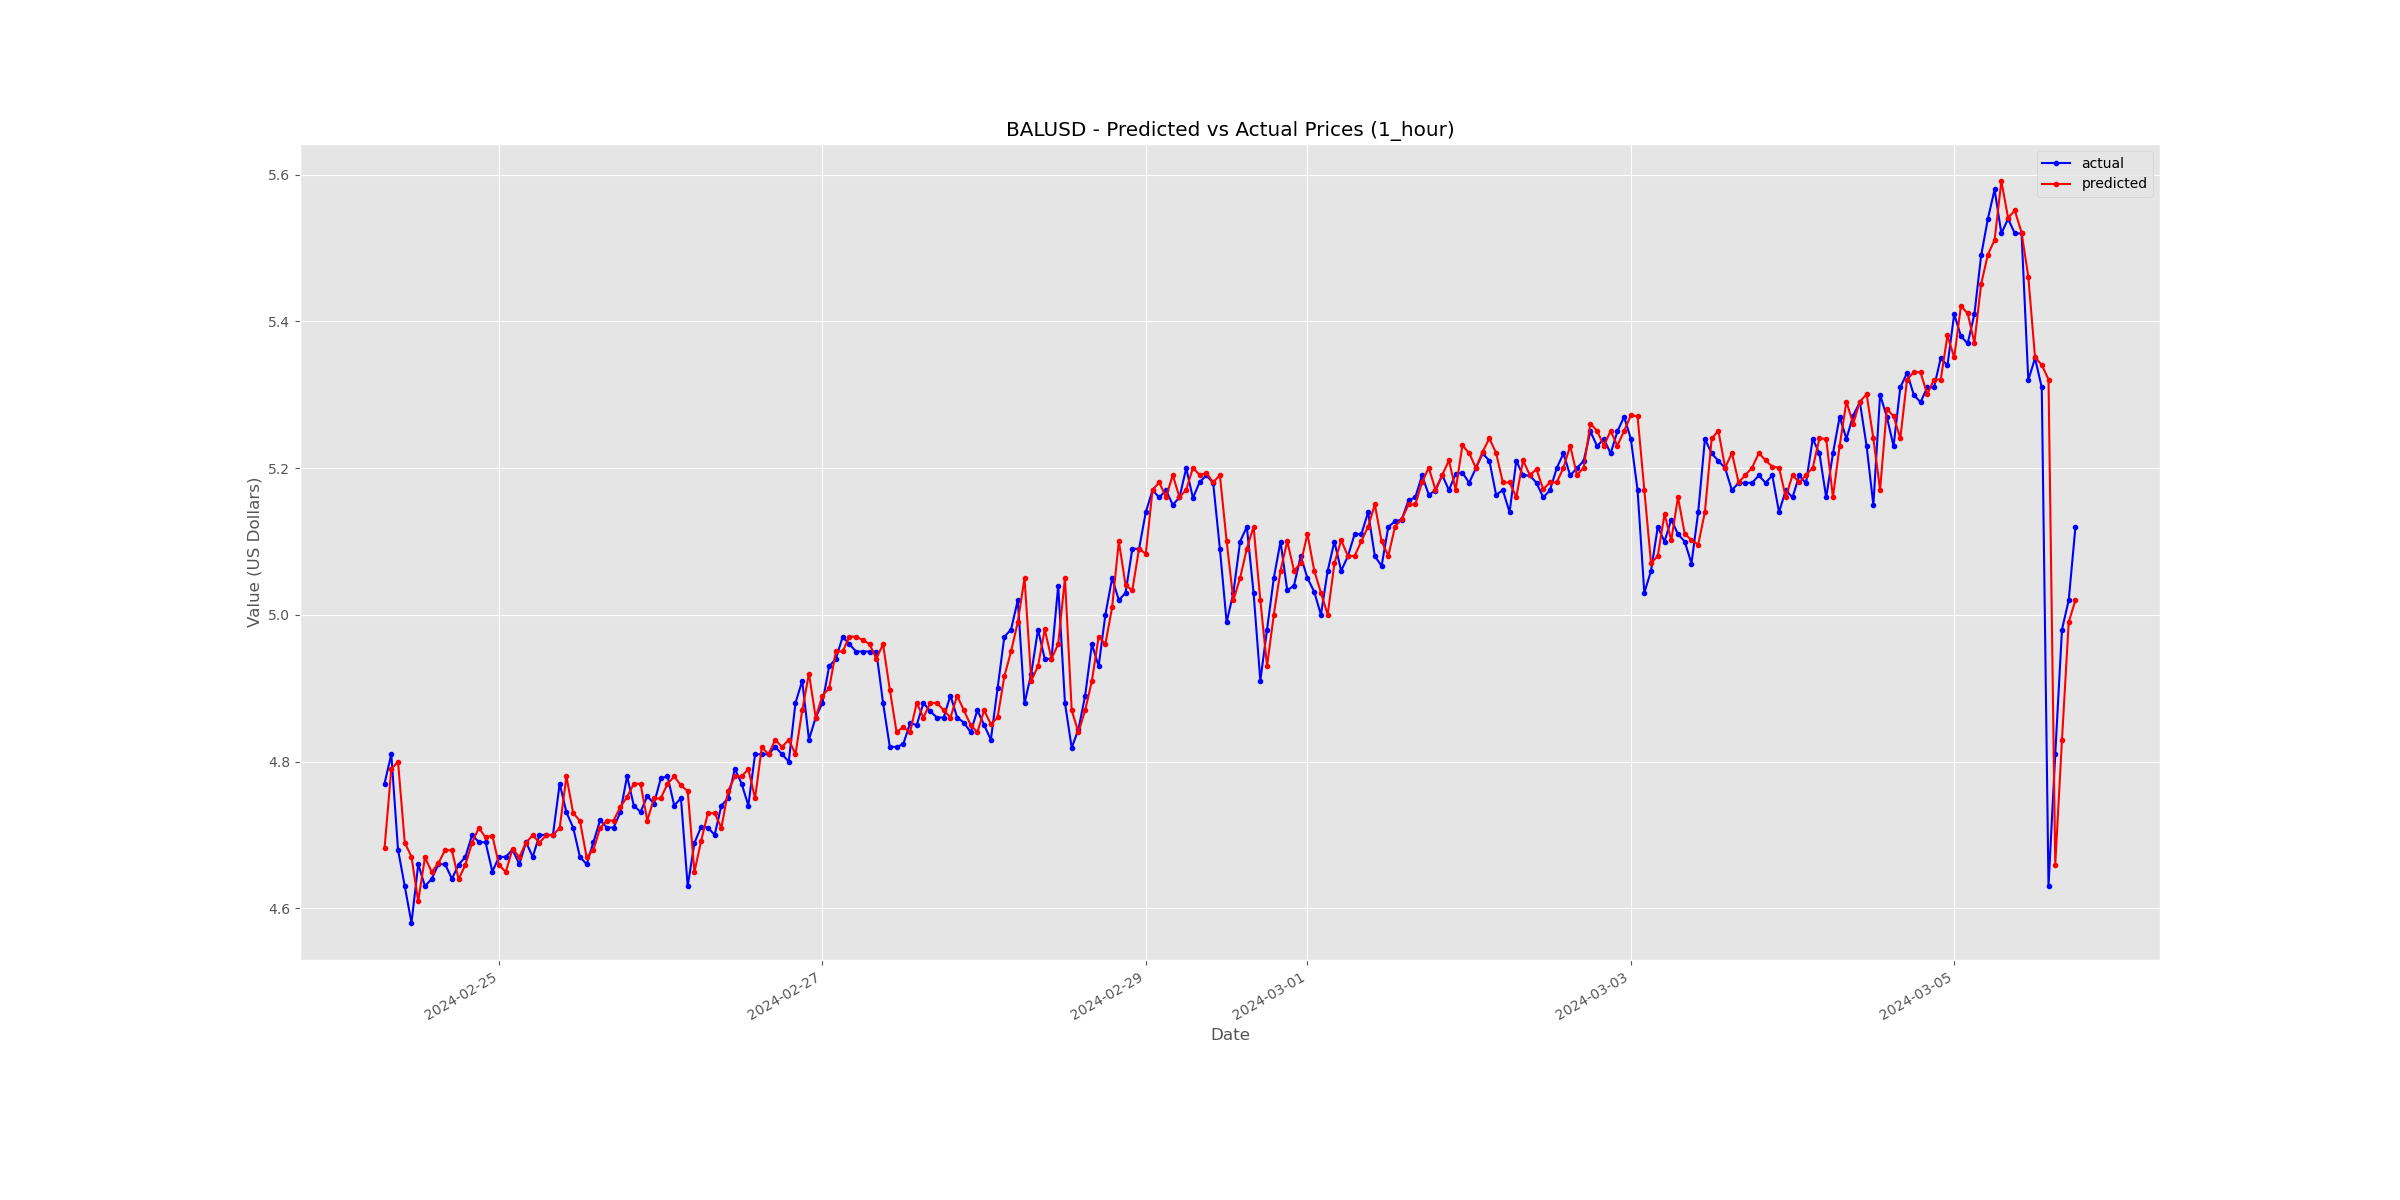 BALUSD - Predicted vs Actual Prices (1_hour)
actual
predicted
5.6
5.4
5.2
5.0
4.8
4.6
Value (US Dollars)
2024-02-25
2024-02-27
2024-02-29
2024-03-01
2024-03-03
2024-03-05
Date